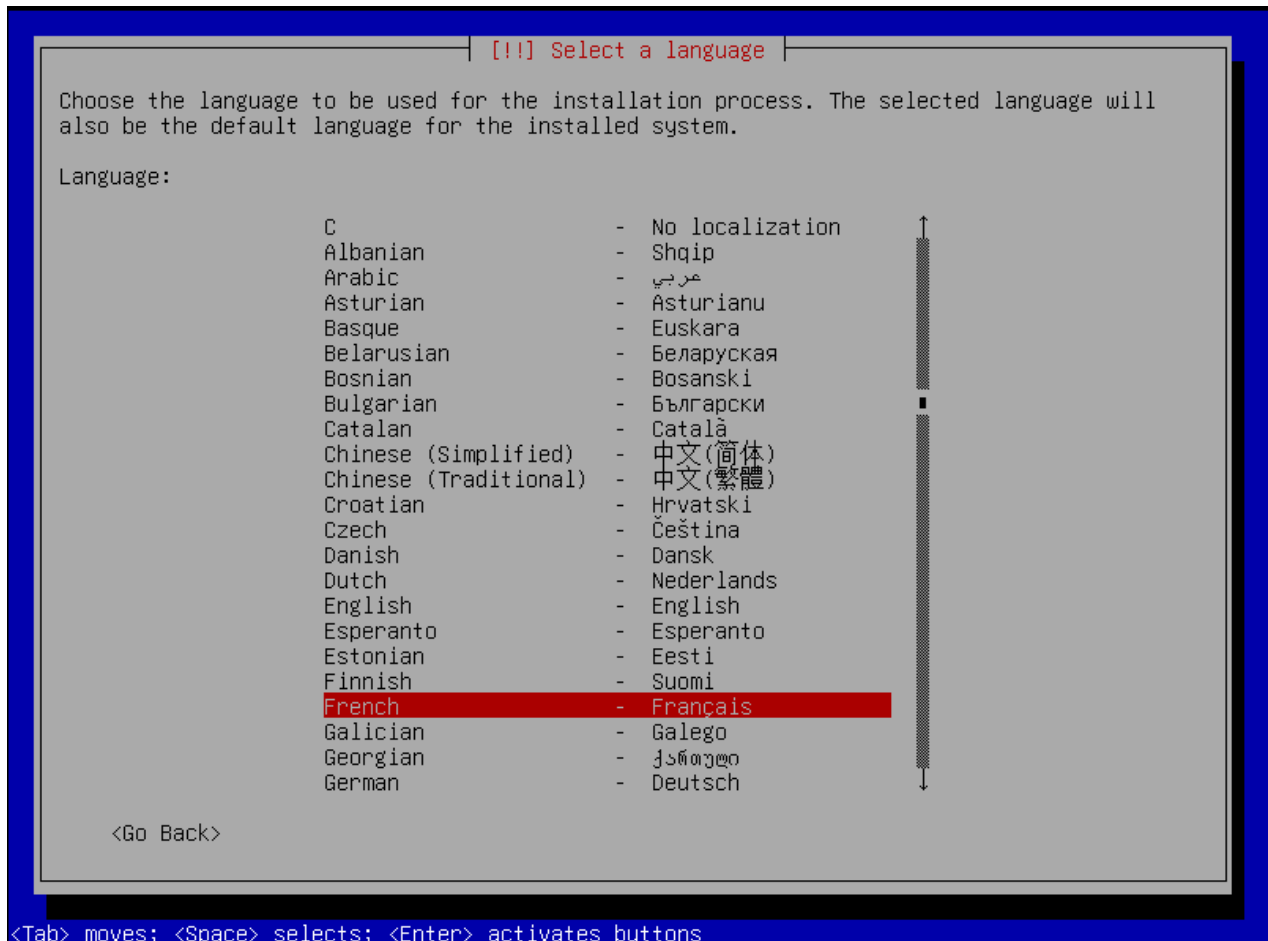 [!!] Select a language
Choose the language to be used for the installation process. The selected language will
also be the default language for the installed system.
Language:
C - No localization
Albanian - Shqip
Arabic - عربي
Asturian - Asturianu
Basque - Euskara
Belarusian - Беларуская
Bosnian - Bosanski
Bulgarian - Български
Catalan - Català
Chinese (Simplified) - 中文(简体)
Chinese (Traditional) - 中文(繁體)
Croatian - Hrvatski
Czech - Čeština
Danish - Dansk
Dutch - Nederlands
English - English
Esperanto - Esperanto
Estonian - Eesti
Finnish - Suomi
French - Français
Galician - Galego
Georgian - ქართული
German - Deutsch
<Go Back>
<Tab> moves; <Space> selects; <Enter> activates buttons